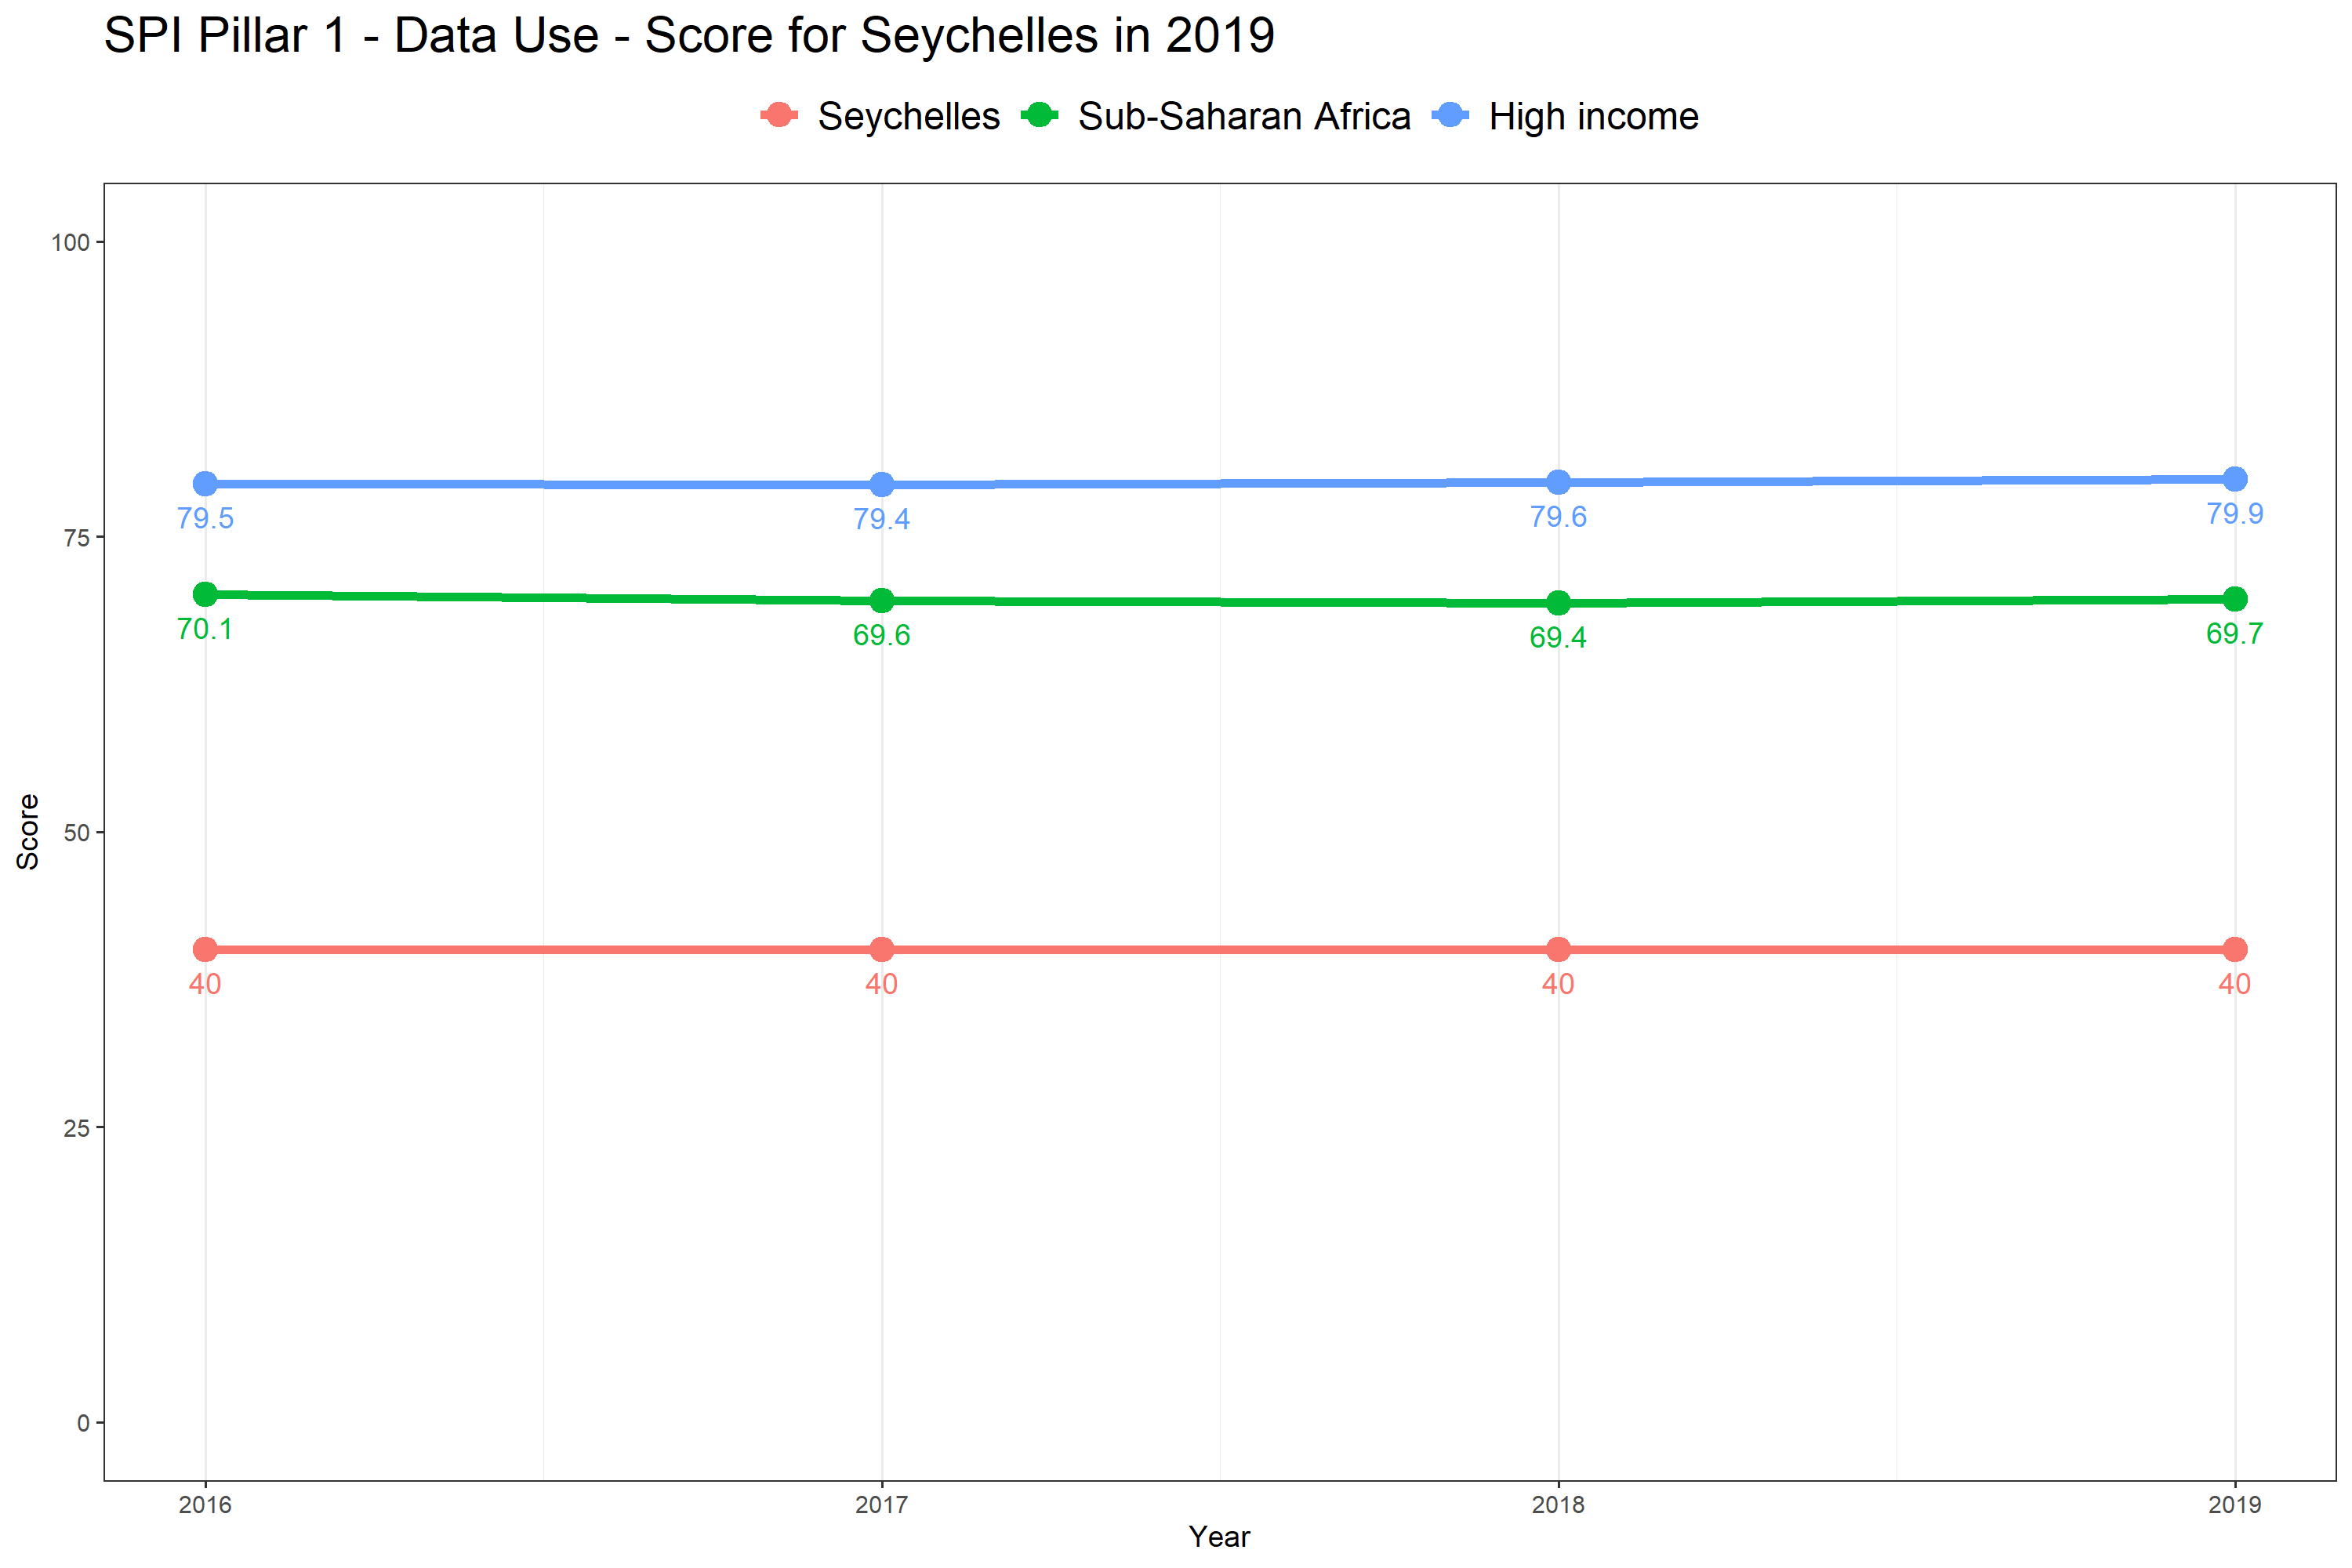 SPI Pillar 1 - Data Use - Score for Seychelles in 2019
Seychelles Sub-Saharan Africa High income
100
79.5 79.4 79.6 79.9
75
70.1 69.6 69.4 69.7
Score
50
40 40 40 40
25
0
2016 2017 2018 2019
Year